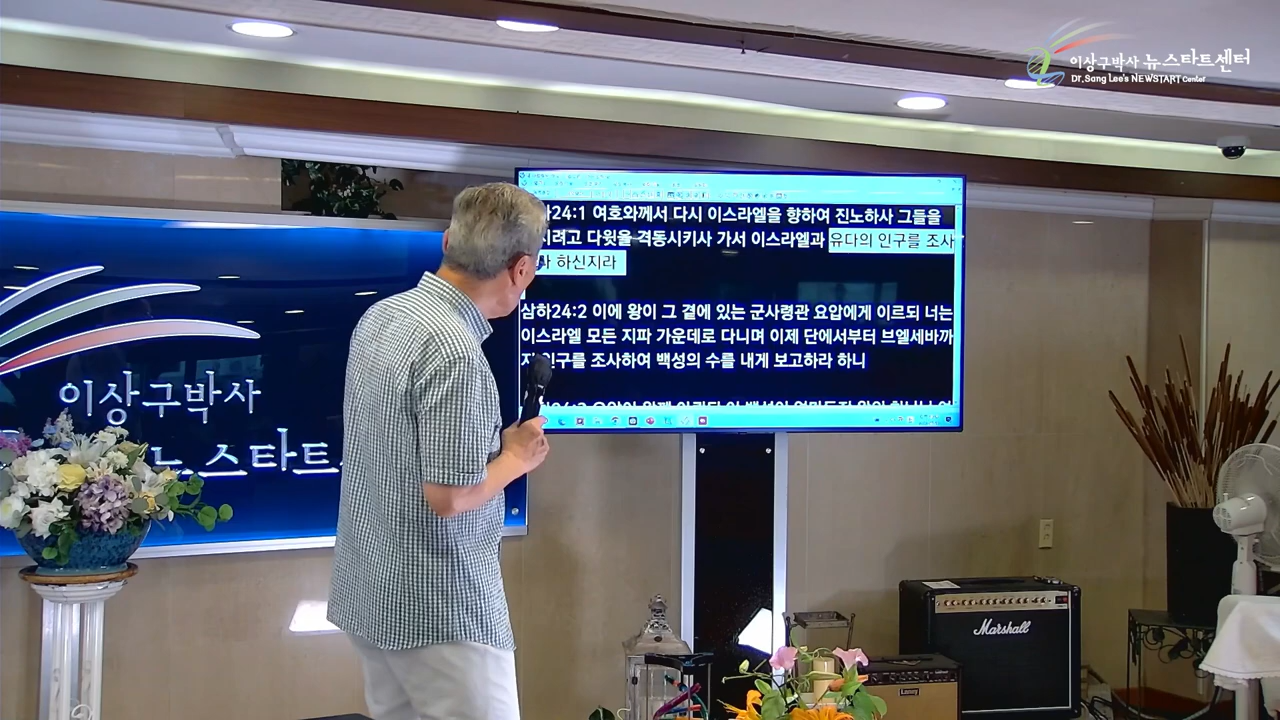 이상구박사 뉴스타트센터
Dr. Sang Lee's NEWSTART Center
24:1 여호와께서 다시 이스라엘을 향하여 진노하사 그들을
시려고 다윗을 격동시키사 가서 이스라엘과 유다의 인구를 조사
하신지라
삼하24:2 이에 왕이 그 곁에 있는 군사령관 요압에게 이르되 너는
이스라엘 모든 지파 가운데로 다니며 이제 단에서부터 브엘세바까
인구를 조사하여 백성의 수를 내게 보고하라 하니
이상구박사
뉴스타트
Marshall
Laney